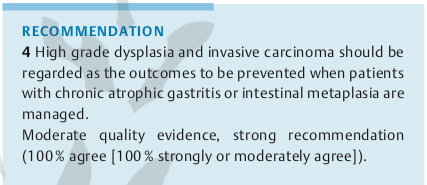 RECOMMENDATION
4 High grade dysplasia and invasive carcinoma should be
regarded as the outcomes to be prevented when patients
with chronic atrophic gastritis or intestinal metaplasia are
managed.
Moderate quality evidence, strong recommendation
(100 % agree [100 % strongly or moderately agree]).